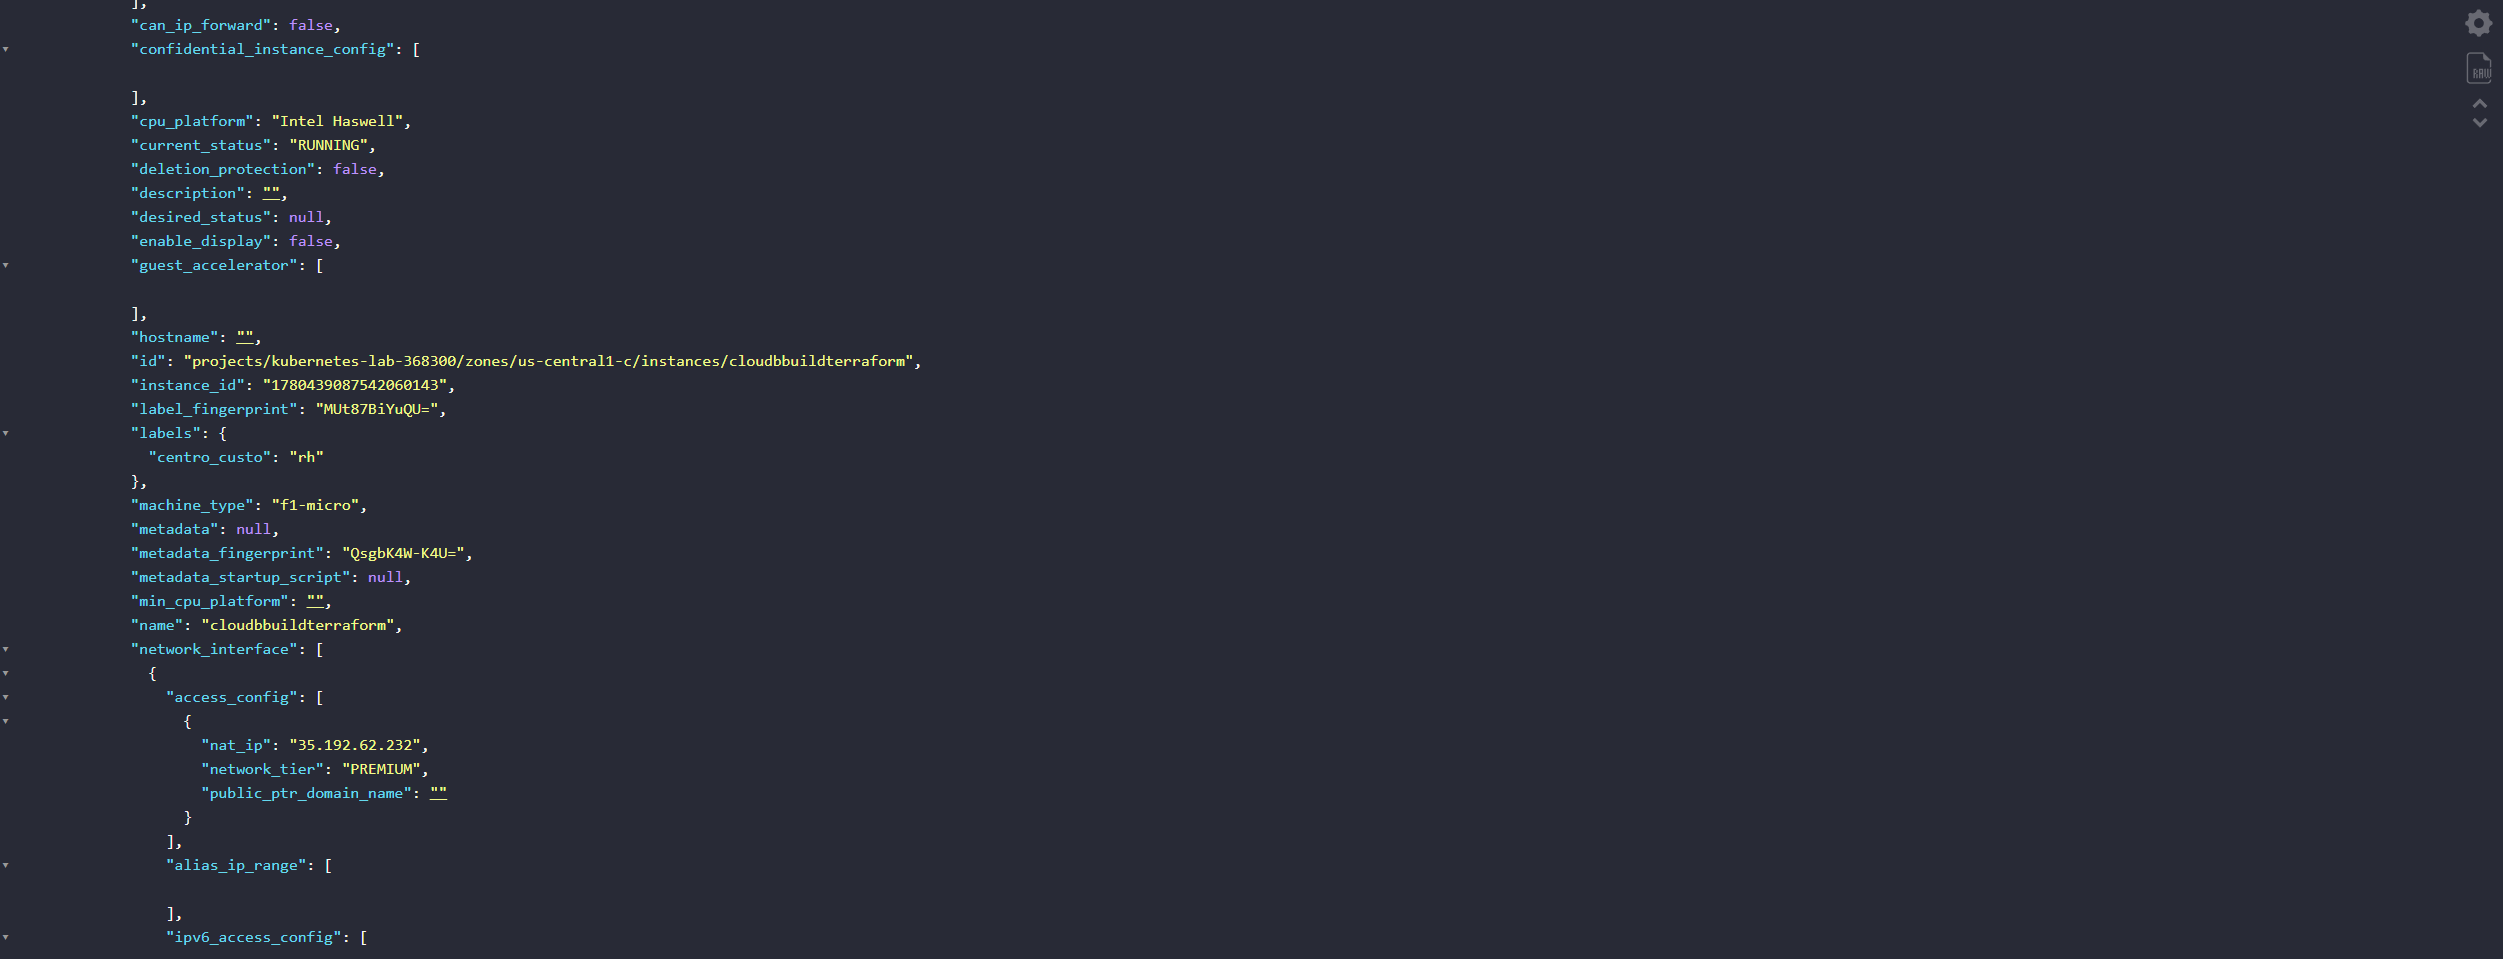 ],
"can_ip_forward": false,
"confidential_instance_config": [
],
"cpu_platform": "Intel Haswell",
"current_status": "RUNNING",
"deletion_protection": false,
"description": "",
"desired_status": null,
"enable_display": false,
"guest_accelerator": [
],
"hostname": "",
"id": "projects/kubernetes-lab-368300/zones/us-central1-c/instances/cloudbbuildterraform",
"instance_id": "1780439087542060143",
"label_fingerprint": "MUt87BiYuQU=",
"labels": {
"centro_custo": "rh"
},
"machine_type": "f1-micro",
"metadata": null,
"metadata_fingerprint": "QsgbK4W-K4U=",
"metadata_startup_script": null,
"min_cpu_platform": "",
"name": "cloudbbuildterraform",
"network_interface": [
{
"access_config": [
{
"nat_ip": "35.192.62.232",
"network_tier": "PREMIUM",
"public_ptr_domain_name": ""
}
],
"alias_ip_range": [
],
"ipv6_access_config": [
RAW